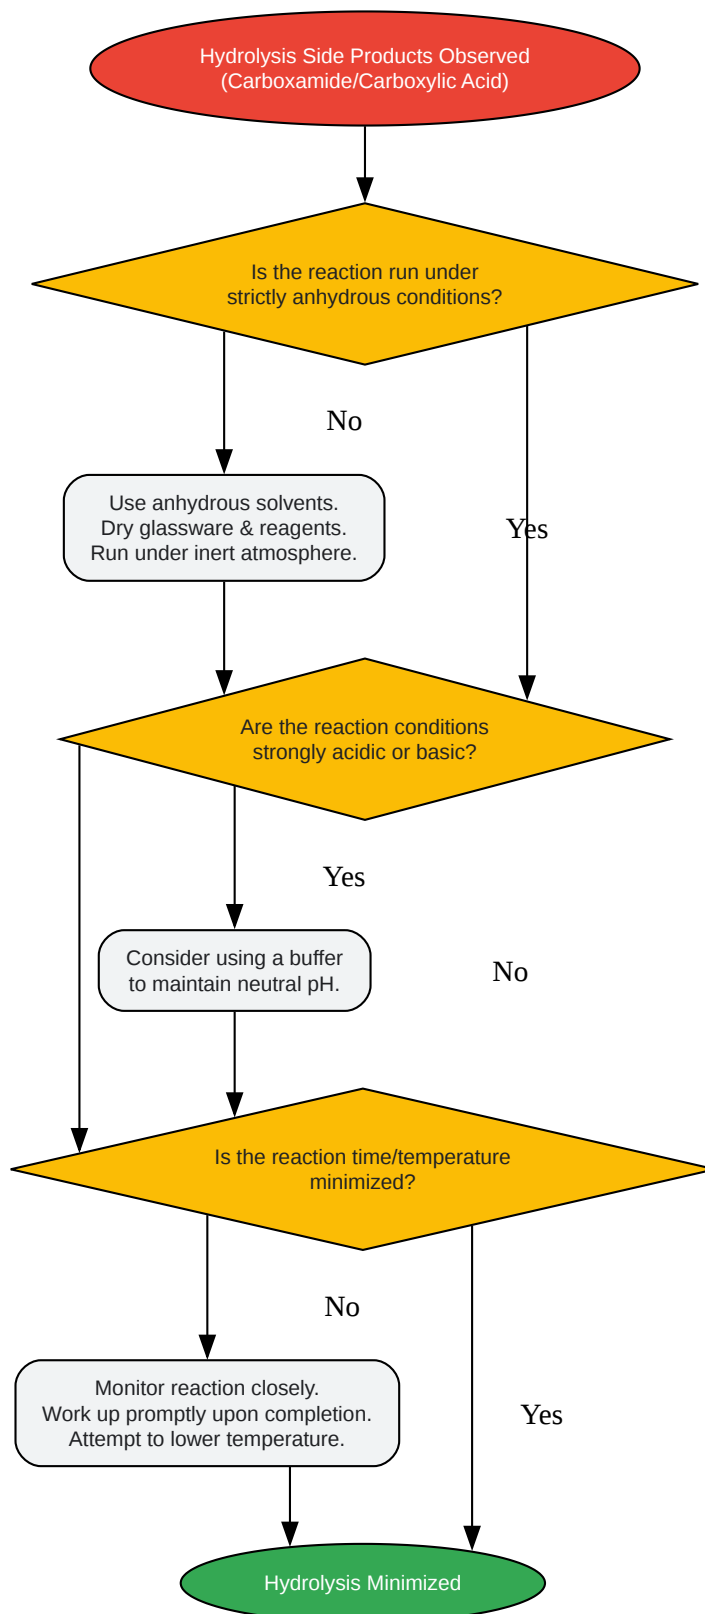 Hydrolysis Side Products Observed
(Carboxamide/Carboxylic Acid)
Is the reaction run under
strictly anhydrous conditions?
No
Use anhydrous solvents.
Dry glassware & reagents.
Run under inert atmosphere.
Yes
Are the reaction conditions
strongly acidic or basic?
Yes
Consider using a buffer
to maintain neutral pH.
No
Is the reaction time/temperature
minimized?
No
Monitor reaction closely.
Work up promptly upon completion.
Attempt to lower temperature.
Yes
Hydrolysis Minimized